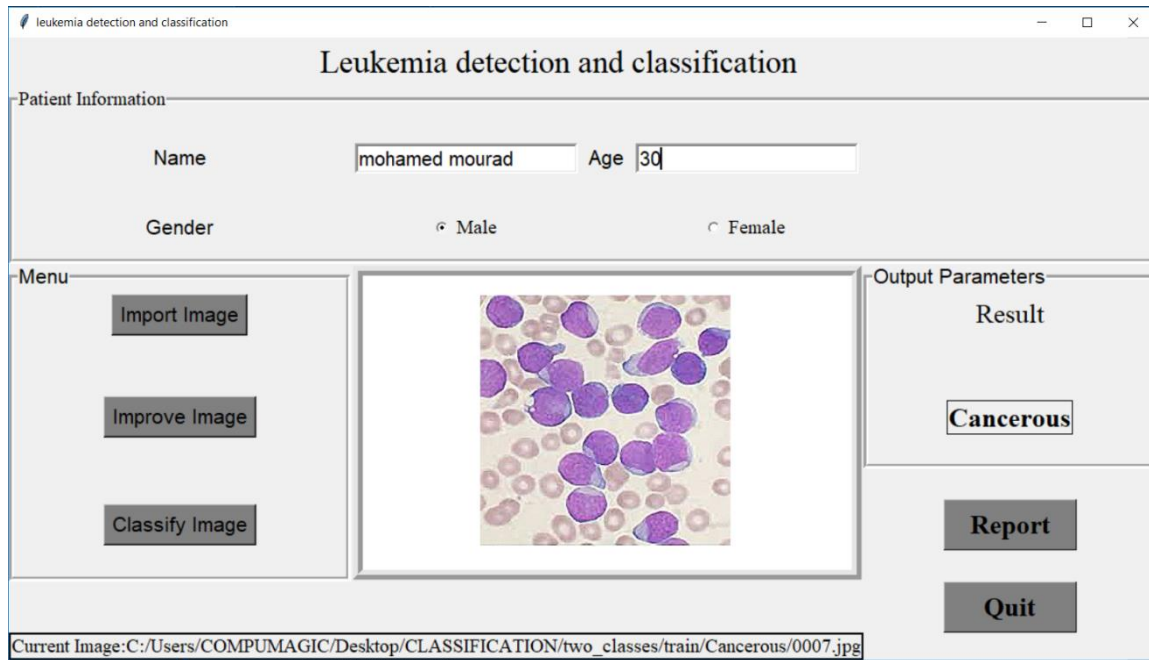 leukemia detection and classification
Leukemia detection and classification
Patient Information
Name mohamed mourad Age 30
Gender Male Female
Menu
Import Image
Improve Image
Classify Image
Output Parameters
Result
Cancerous
Report
Quit
Current Image:C:/Users/COMPUMAGIC/Desktop/CLASSIFICATION/two_classes/train/Cancerous/0007.jpg